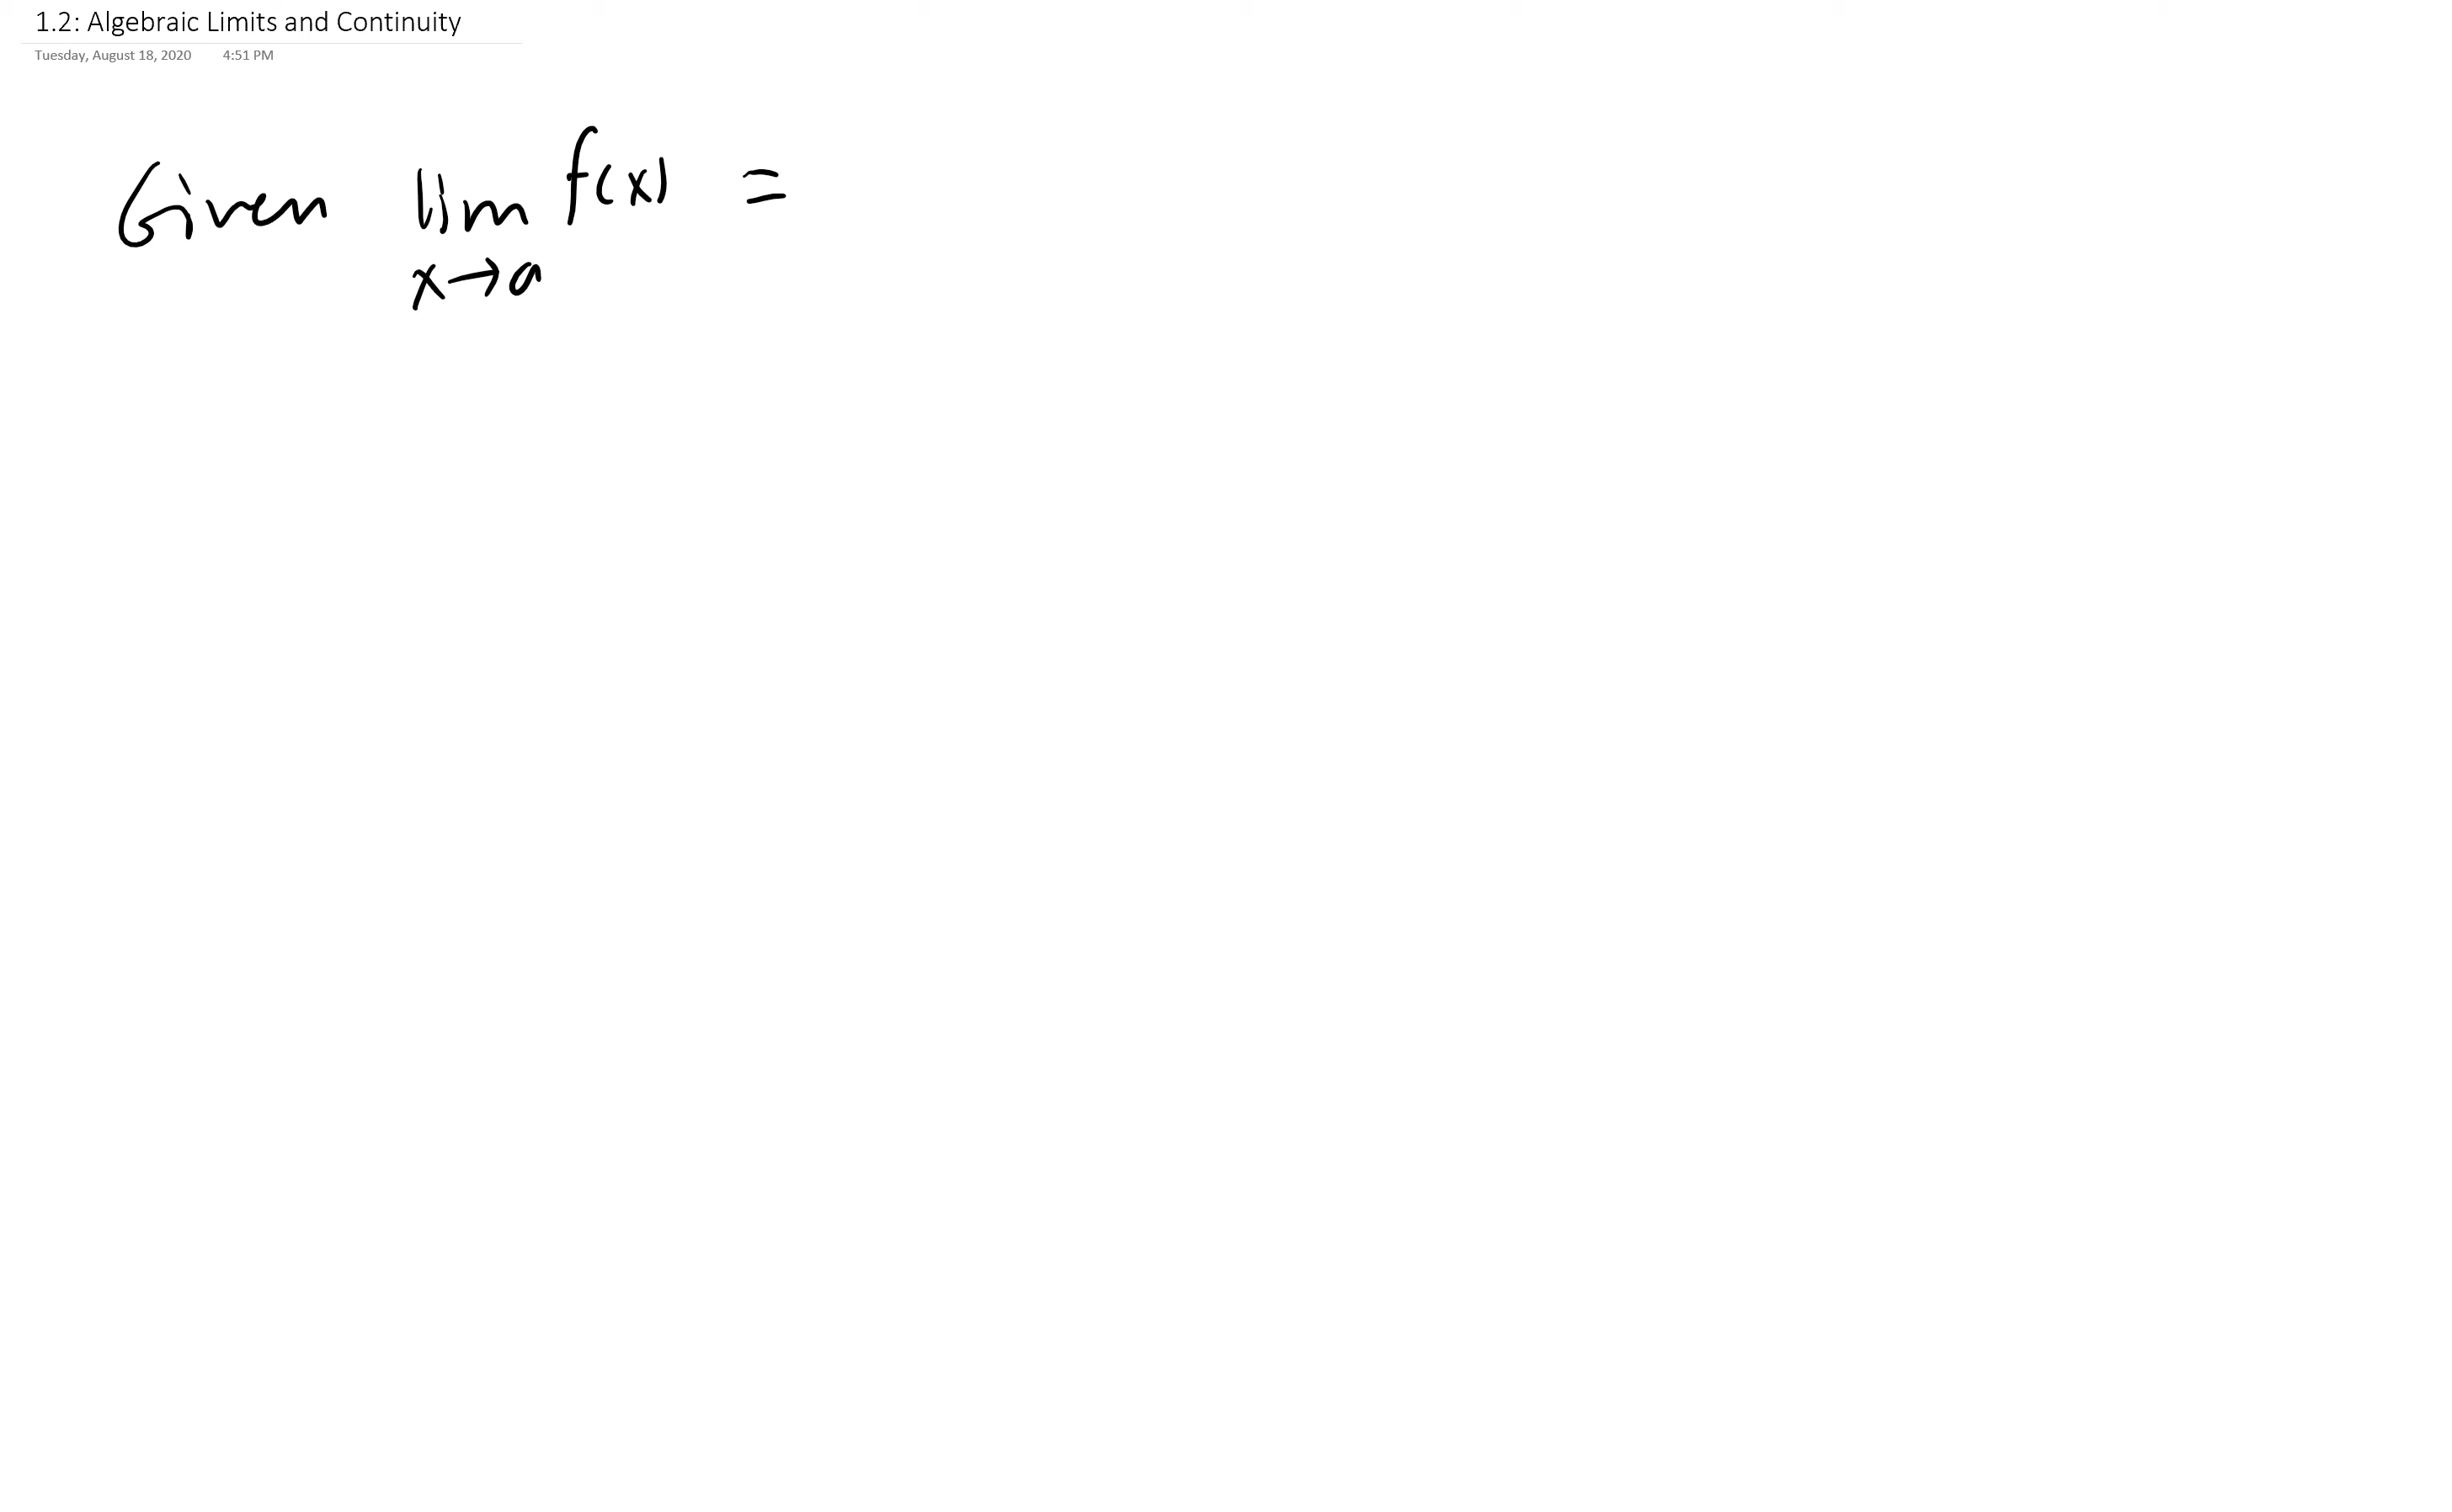 1.2: Algebraic Limits and Continuity
Tuesday, August 18, 2020 4:51 PM
Given lim f(x) =
x→a